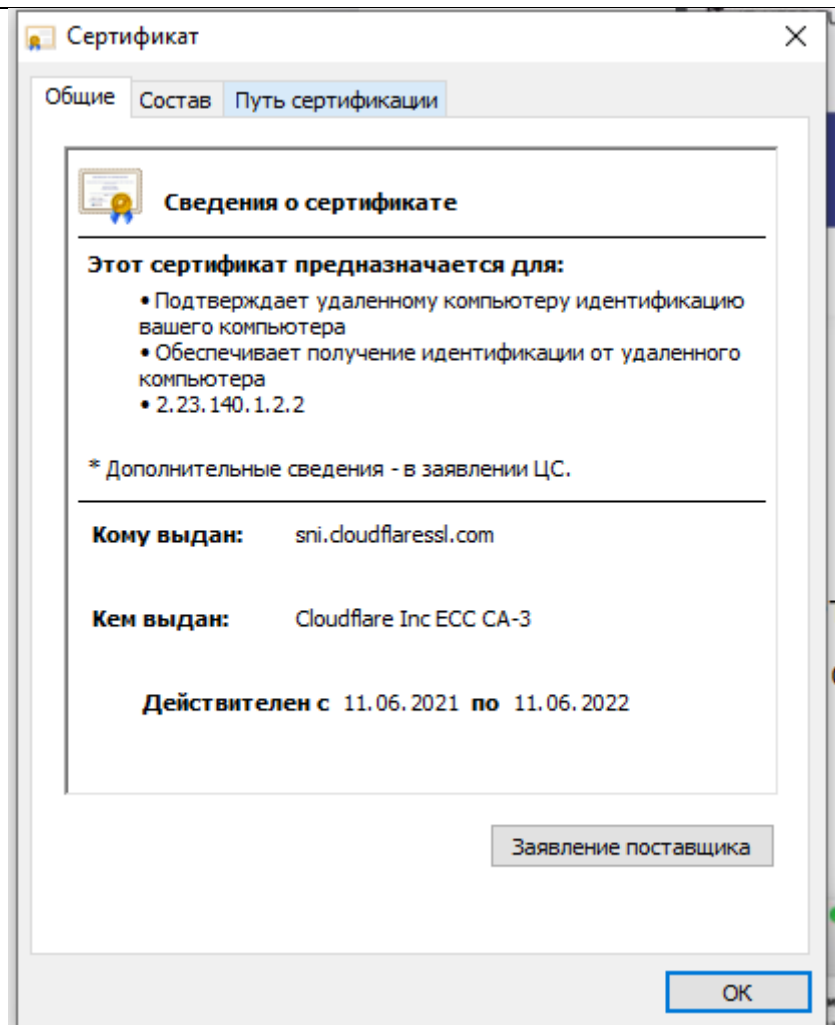 Сертификат
Общие Состав Путь сертификации
Сведения о сертификате
Этот сертификат предназначается для:
• Подтверждает удаленному компьютеру идентификацию
вашего компьютера
• Обеспечивает получение идентификации от удаленного
компьютера
• 2.23.140.1.2.2
* Дополнительные сведения - в заявлении ЦС.
Кому выдан: sni.cloudflaressl.com
Кем выдан: Cloudflare Inc ECC CA-3
Действителен с 11.06.2021 по 11.06.2022
Заявление поставщика
ОК